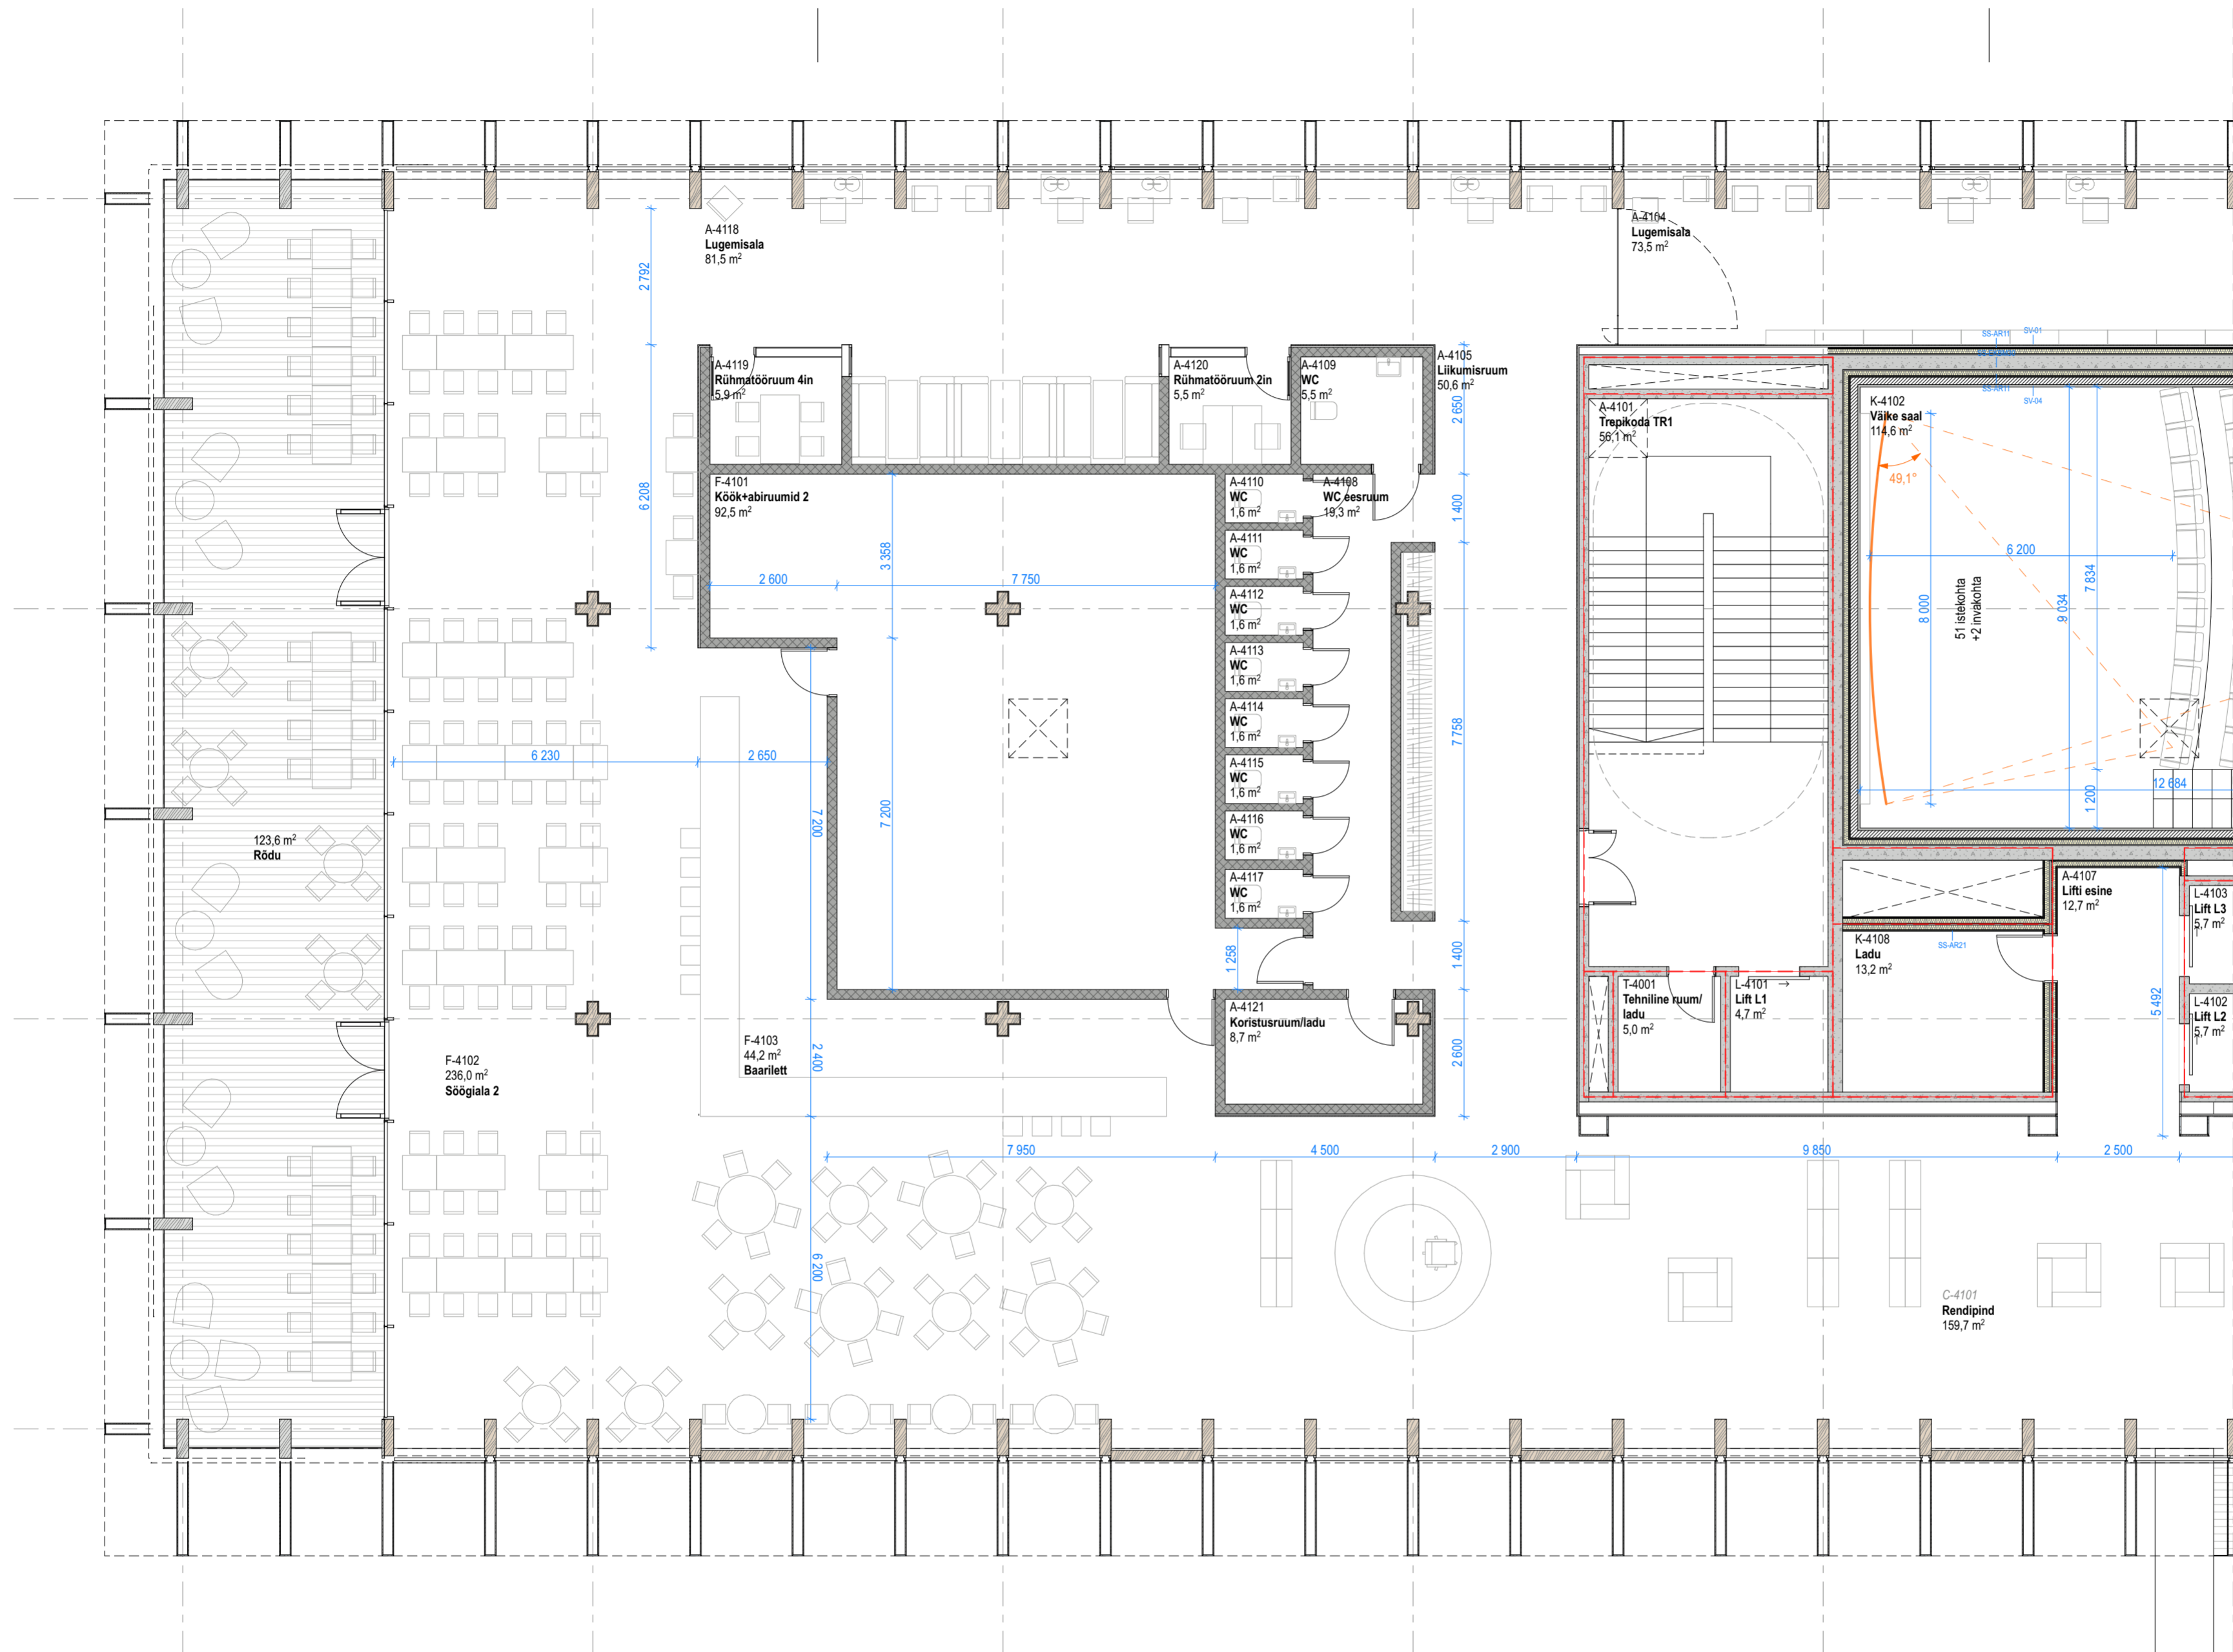 A-4118
Lugemisala
81,5 m²
A-4104
Lugemisala
73,5 m²
2 792
A-4119
Rühmatööruum 4in
5,9 m²
A-4120
Rühmatööruum 2in
5,5 m²
A-4109
WC
5,5 m²
A-4105
Liikumisruum
50,6 m²
2 650
SS-AR11
SV-01
SS-AR11
SV-04
A-4101
Trepikoda TR1
56,1 m²
K-4102
Väike saal
114,6 m²
49,1°
6 208
F-4101
Köök+abiruumid 2
92,5 m²
3 358
A-4110
WC
1,6 m²
A-4108
WC eesruum
19,3 m²
1 400
A-4111
WC
1,6 m²
6 200
7 834
2 600
7 750
A-4112
WC
1,6 m²
8 000
51 istekohta
+2 invakohta
9 034
A-4113
WC
1,6 m²
A-4114
WC
1,6 m²
7 758
6 230
2 650
A-4115
WC
1,6 m²
12 684
1 200
7 200
7 200
A-4116
WC
1,6 m²
123,6 m²
Rõdu
A-4117
WC
1,6 m²
A-4107
Lifti esine
12,7 m²
L-4103
Lift L3
5,7 m²
1 258
1 400
SS-AR21
K-4108
Ladu
13,2 m²
T-4001
Tehniline ruum/
ladu
5,0 m²
L-4101
Lift L1
4,7 m²
5 492
L-4102
Lift L2
5,7 m²
A-4121
Koristusruum/ladu
8,7 m²
F-4103
44,2 m²
Baarilett
2 400
2 600
F-4102
236,0 m²
Söögiala 2
7 950
4 500
2 900
9 850
2 500
6 200
C-4101
Rendipind
159,7 m²